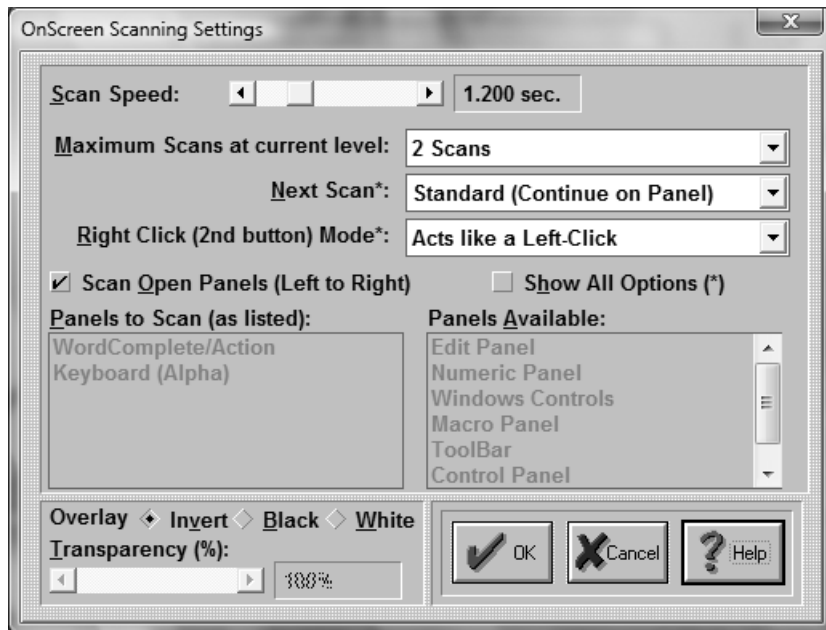 OnScreen Scanning Settings
Scan Speed: 1.200 sec.
Maximum Scans at current level: 2 Scans
Next Scan*: Standard (Continue on Panel)
Right Click (2nd button) Mode*: Acts like a Left-Click
Scan Open Panels (Left to Right) Show All Options (*)
Panels to Scan (as listed): Panels Available:
WordComplete/Action Edit Panel
Keyboard (Alpha) Numeric Panel
Windows Controls
Macro Panel
ToolBar
Control Panel
Overlay Invert Black White
Transparency (%):
100%
OK Cancel Help